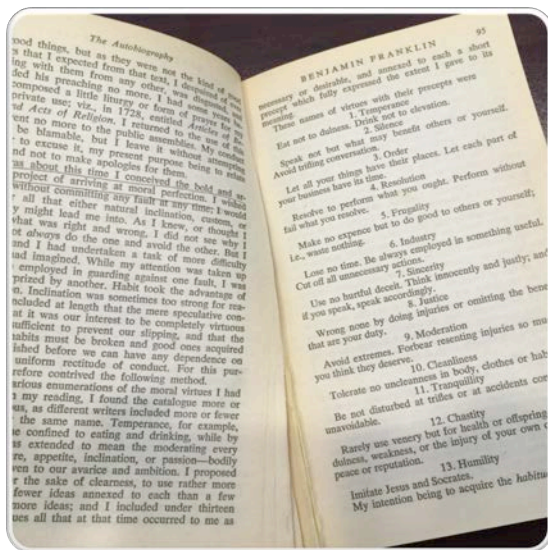 The Autobiography
good things, but as they were not the kind of good
s that I expected from that text, I despaired of
ing with them from any other, was disgusted,
ded his preaching no more. I had some years
composed a little liturgy or form of prayer for my
private use; viz., in 1728, entitled Articles of
nd Acts of Religion. I returned to the use of this
ent no more to the public assemblies. My conduct
be blamable, but I leave it without attempting
to excuse it, my present purpose being to relate
nd not to make apologies for them.
as about this time I conceived the bold and
project of arriving at moral perfection. I wished
without committing any fault at any time; I would
all that either natural inclination, custom, or
y might lead me into. As I knew, or thought I
what was right and wrong, I did not see why I
ot always do the one and avoid the other. But I
nd I had undertaken a task of more difficulty
ad imagined. While my attention was taken up
employed in guarding against one fault, I was
prized by another. Habit took the advantage of
n. Inclination was sometimes too strong for rea-
ncluded at length that the mere speculative con-
at it was our interest to be completely virtuous
ufficient to prevent our slipping, and that the
habits must be broken and good ones acquired
ished before we can have any dependence on
uniform rectitude of conduct. For this pur-
refore contrived the following method.
arious enumerations of the moral virtues I had
my reading, I found the catalogue more or
us, as different writers included more or fewer
the same name. Temperance, for example,
e confined to eating and drinking, while by
as extended to mean the moderating every
re, appetite, inclination, or passion—bodily
ven to our avarice and ambition. I proposed
r the sake of clearness, to use rather more
fewer ideas annexed to each than a few
more ideas; and I included under thirteen
ues all that at that time occurred to me as
BENJAMIN FRANKLIN 95
necessary or desirable, and annexed to each a short
precept which fully expressed the extent I gave to its
meaning.
These names of virtues with their precepts were
1. Temperance
Eat not to dulness. Drink not to elevation.
2. Silence
Speak not but what may benefit others or yourself.
Avoid trifling conversation.
3. Order
Let all your things have their places. Let each part of
your business have its time.
4. Resolution
Resolve to perform what you ought. Perform without
fail what you resolve.
5. Frugality
Make no expence but to do good to others or yourself;
i.e., waste nothing.
6. Industry
Lose no time. Be always employed in something useful.
Cut off all unnecessary actions.
7. Sincerity
Use no hurtful deceit. Think innocently and justly; and
if you speak, speak accordingly.
8. Justice
Wrong none by doing injuries or omitting the bene
that are your duty.
9. Moderation
Avoid extremes. Forbear resenting injuries so mu
you think they deserve.
10. Cleanliness
Tolerate no uncleanness in body, clothes or hab
11. Tranquillity
Be not disturbed at trifles or at accidents com
unavoidable.
12. Chastity
Rarely use venery but for health or offspring
dulness, weakness, or the injury of your own o
peace or reputation.
13. Humility
Imitate Jesus and Socrates.
My intention being to acquire the habitu